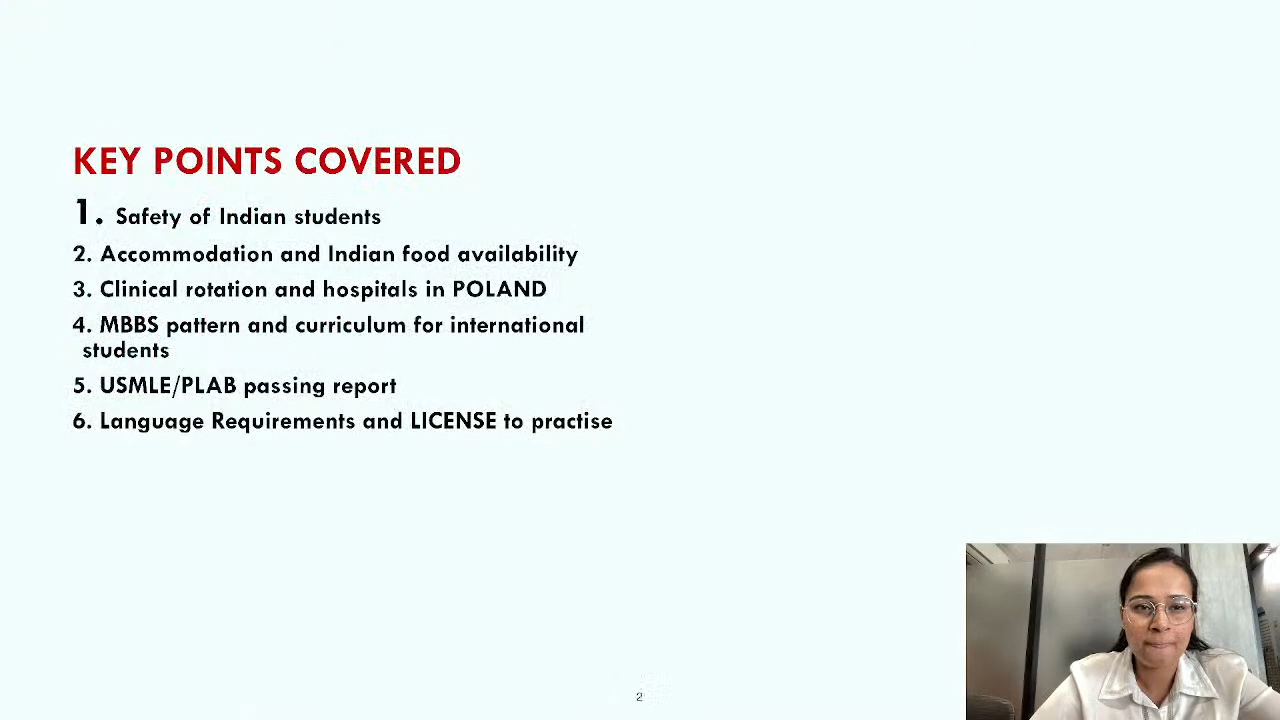 KEY POINTS COVERED
1. Safety of Indian students
2. Accommodation and Indian food availability
3. Clinical rotation and hospitals in POLAND
4. MBBS pattern and curriculum for international
students
5. USMLE/PLAB passing report
6. Language Requirements and LICENSE to practise
2